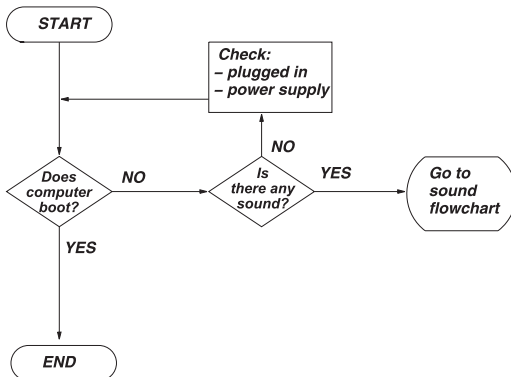 START
Check:
– plugged in
– power supply
Does
computer
boot?
NO
Is
there any
sound?
NO
YES
Go to
sound
flowchart
YES
END